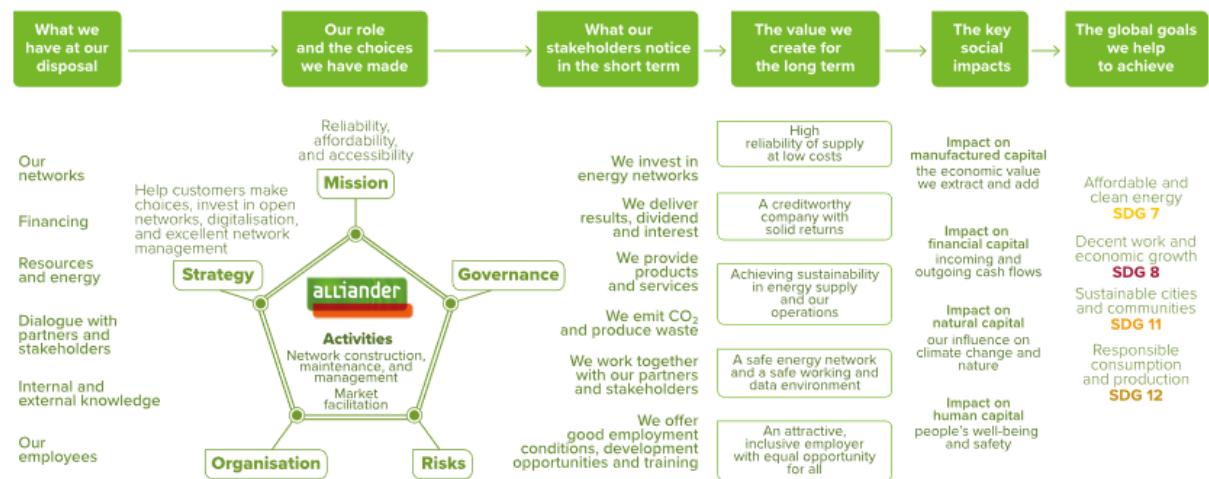 What we
have at our
disposal
Our role
and the choices
we have made
What our
stakeholders notice
in the short term
The value we
create for
the long term
The key
social
impacts
The global goals
we help
to achieve
Our
networks
Financing
Resources
and energy
Dialogue with
partners and
stakeholders
Internal and
external knowledge
Our
employees
Reliability,
affordability,
and accessibility
Mission
Help customers make
choices, invest in open
networks, digitalisation,
and excellent network
management
Strategy
Governance
alliander
Activities
Network construction,
maintenance, and
management
Market
facilitation
Organisation
Risks
We invest in
energy networks
We deliver
results, dividend
and interest
We provide
products
and services
We emit CO₂
and produce waste
We work together
with our partners
and stakeholders
We offer
good employment
conditions, development
opportunities and training
High
reliability of supply
at low costs
A creditworthy
company with
solid returns
Achieving sustainability
in energy supply
and our
operations
A safe energy network
and a safe working and
data environment
An attractive,
inclusive employer
with equal opportunity
for all
Impact on
manufactured capital
the economic value
we extract and add
Impact on
financial capital
incoming and
outgoing cash flows
Impact on
natural capital
our influence on
climate change and
nature
Impact on
human capital
people's well-being
and safety
Affordable and
clean energy
SDG 7
Decent work and
economic growth
SDG 8
Sustainable cities
and communities
SDG 11
Responsible
consumption
and production
SDG 12